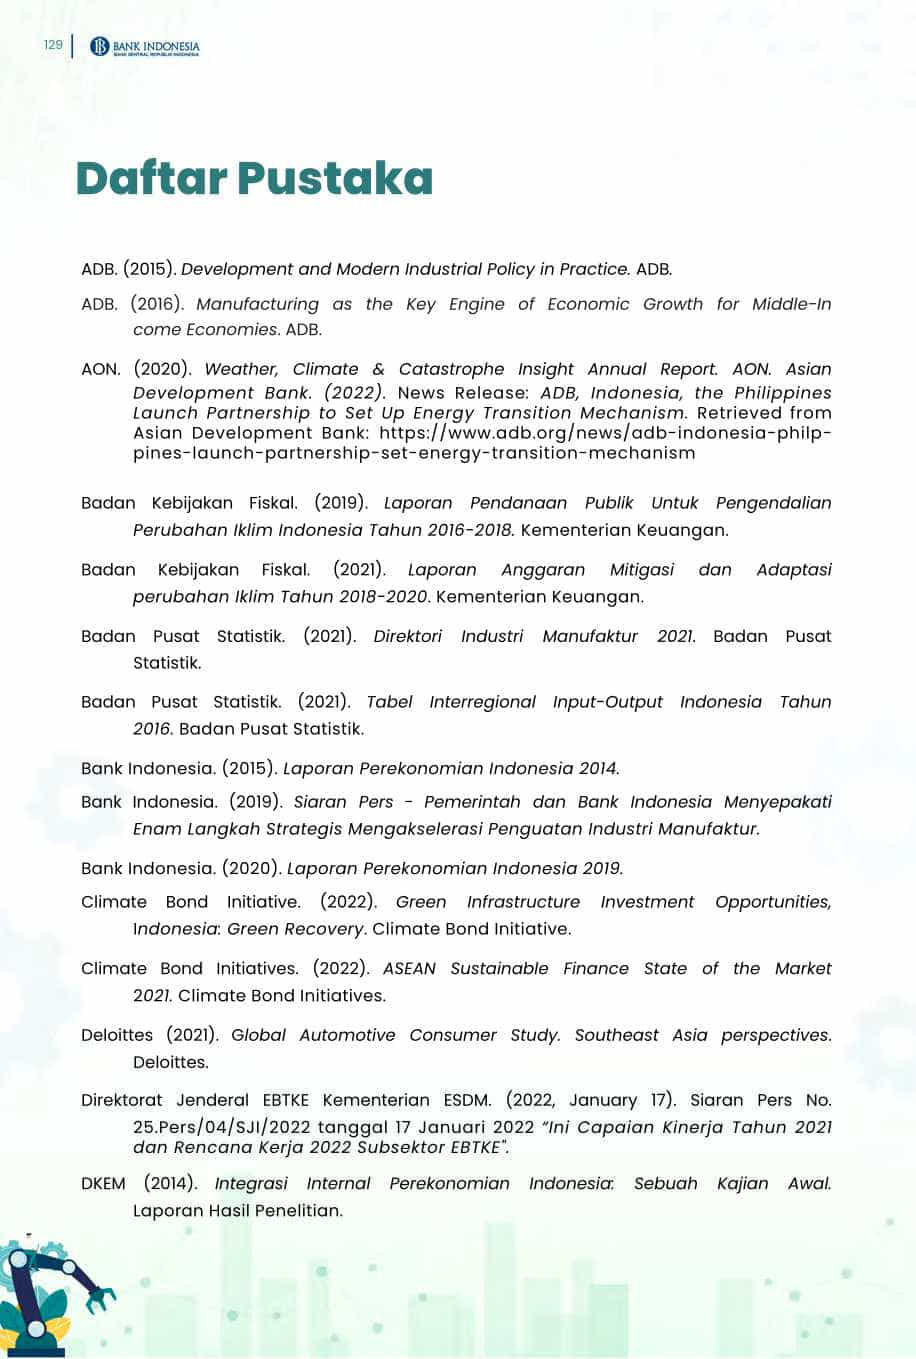 129
BANK INDONESIA
BANK SENTRAL REPUBLIK INDONESIA
Daftar Pustaka
ADB. (2015). Development and Modern Industrial Policy in Practice. ADB.
ADB. (2016). Manufacturing as the Key Engine of Economic Growth for Middle-In
come Economies. ADB.
AON. (2020). Weather, Climate & Catastrophe Insight Annual Report. AON. Asian
Development Bank. (2022). News Release: ADB, Indonesia, the Philippines
Launch Partnership to Set Up Energy Transition Mechanism. Retrieved from
Asian Development Bank: https://www.adb.org/news/adb-indonesia-philp-
pines-launch-partnership-set-energy-transition-mechanism
Badan Kebijakan Fiskal. (2019). Laporan Pendanaan Publik Untuk Pengendalian
Perubahan Iklim Indonesia Tahun 2016-2018. Kementerian Keuangan.
Badan Kebijakan Fiskal. (2021). Laporan Anggaran Mitigasi dan Adaptasi
perubahan Iklim Tahun 2018-2020. Kementerian Keuangan.
Badan Pusat Statistik. (2021). Direktori Industri Manufaktur 2021. Badan Pusat
Statistik.
Badan Pusat Statistik. (2021). Tabel Interregional Input-Output Indonesia Tahun
2016. Badan Pusat Statistik.
Bank Indonesia. (2015). Laporan Perekonomian Indonesia 2014.
Bank Indonesia. (2019). Siaran Pers - Pemerintah dan Bank Indonesia Menyepakati
Enam Langkah Strategis Mengakselerasi Penguatan Industri Manufaktur.
Bank Indonesia. (2020). Laporan Perekonomian Indonesia 2019.
Climate Bond Initiative. (2022). Green Infrastructure Investment Opportunities,
Indonesia: Green Recovery. Climate Bond Initiative.
Climate Bond Initiatives. (2022). ASEAN Sustainable Finance State of the Market
2021. Climate Bond Initiatives.
Deloittes (2021). Global Automotive Consumer Study. Southeast Asia perspectives.
Deloittes.
Direktorat Jenderal EBTKE Kementerian ESDM. (2022, January 17). Siaran Pers No.
25.Pers/04/SJI/2022 tanggal 17 Januari 2022 “Ini Capaian Kinerja Tahun 2021
dan Rencana Kerja 2022 Subsektor EBTKE".
DKEM (2014). Integrasi Internal Perekonomian Indonesia: Sebuah Kajian Awal.
Laporan Hasil Penelitian.